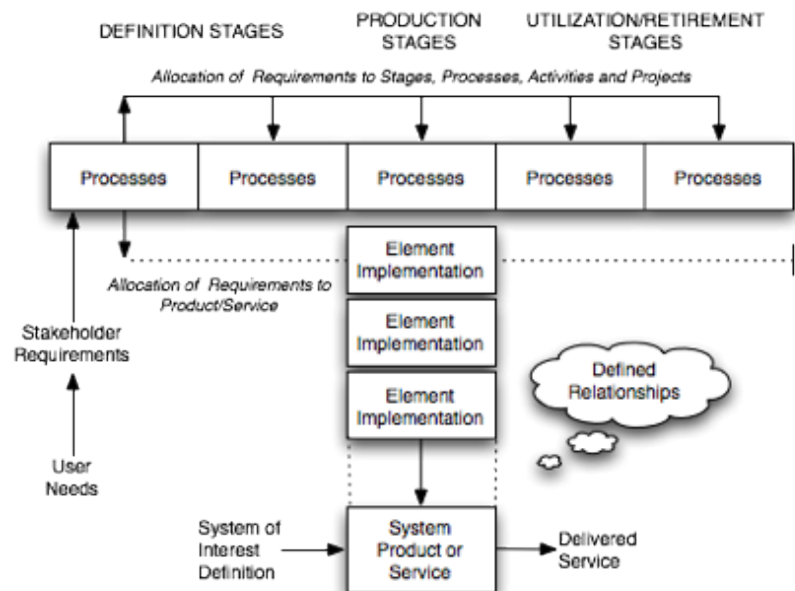 DEFINITION STAGES
PRODUCTION
STAGES
UTILIZATION/RETIREMENT
STAGES
Allocation of Requirements to Stages, Processes, Activities and Projects
Processes
Processes
Processes
Processes
Processes
Allocation of Requirements to
Product/Service
Element
Implementation
Element
Implementation
Element
Implementation
Stakeholder
Requirements
User
Needs
Defined
Relationships
System of
Interest
Definition
System
Product or
Service
Delivered
Service